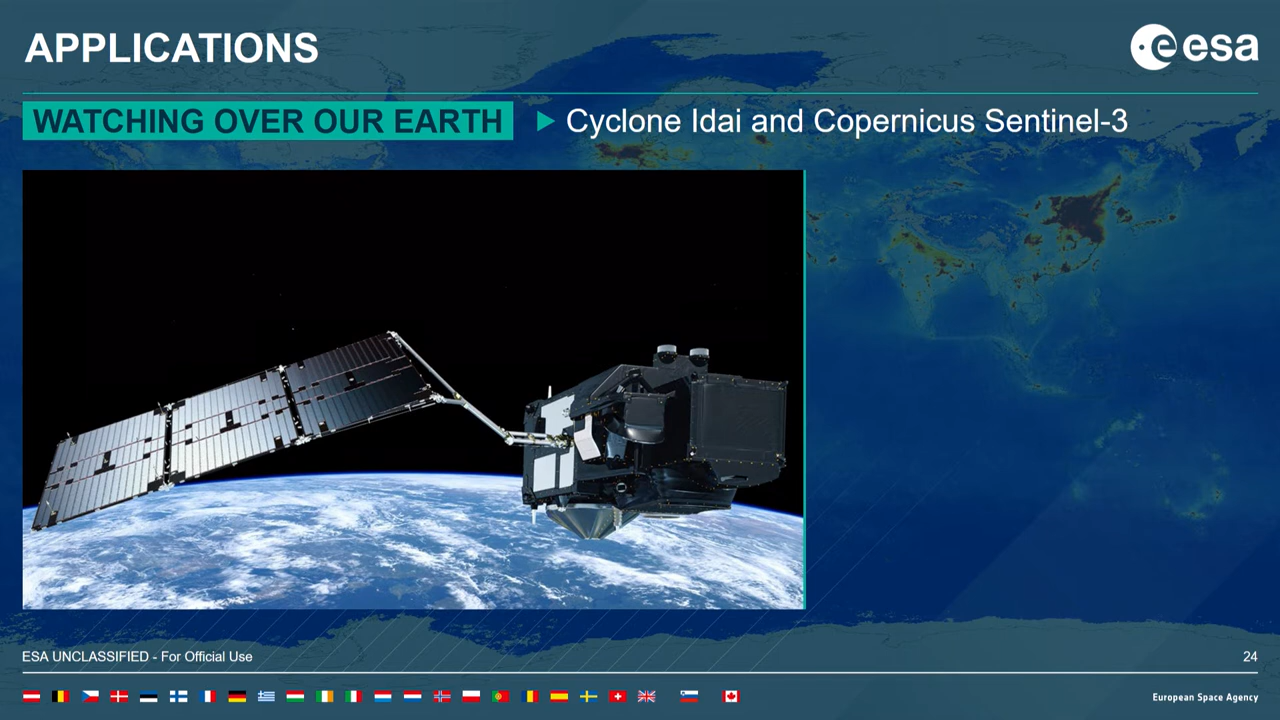 APPLICATIONS
esa
WATCHING OVER OUR EARTH
Cyclone Idai and Copernicus Sentinel-3
ESA UNCLASSIFIED - For Official Use
24
European Space Agency